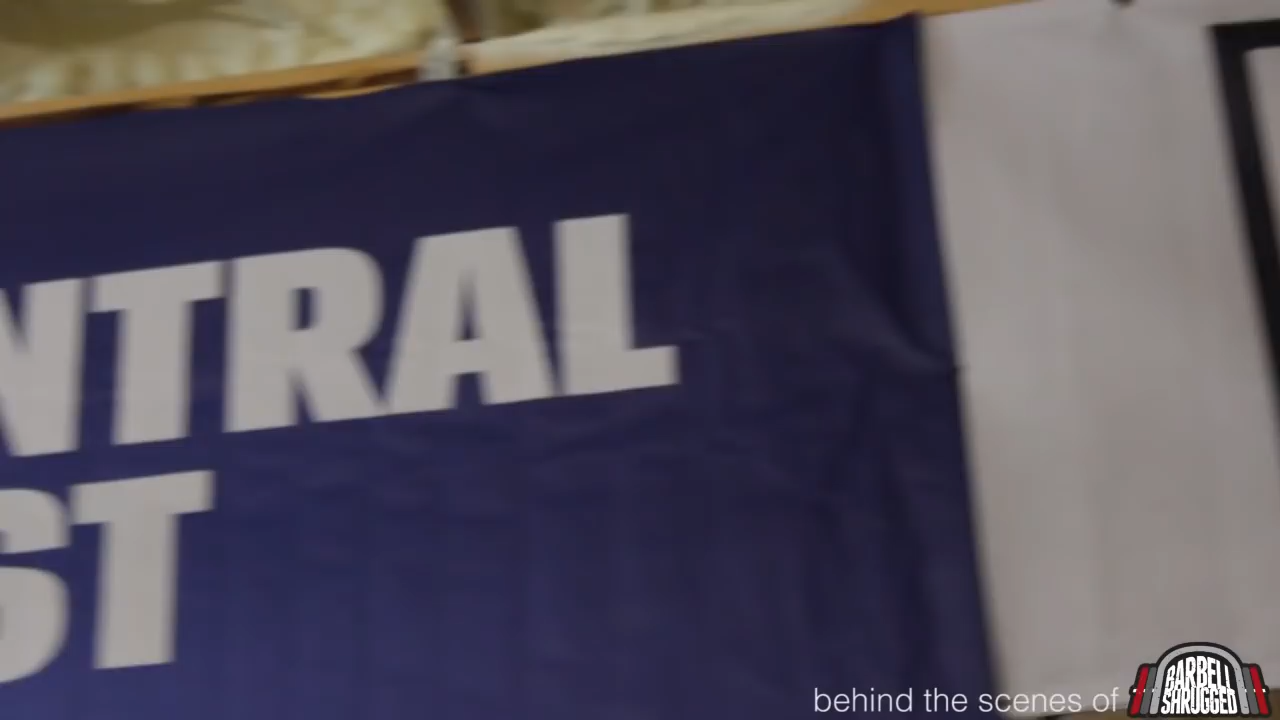 NTRAL
ST
behind the scenes of
BARBELL
SHRUGGED